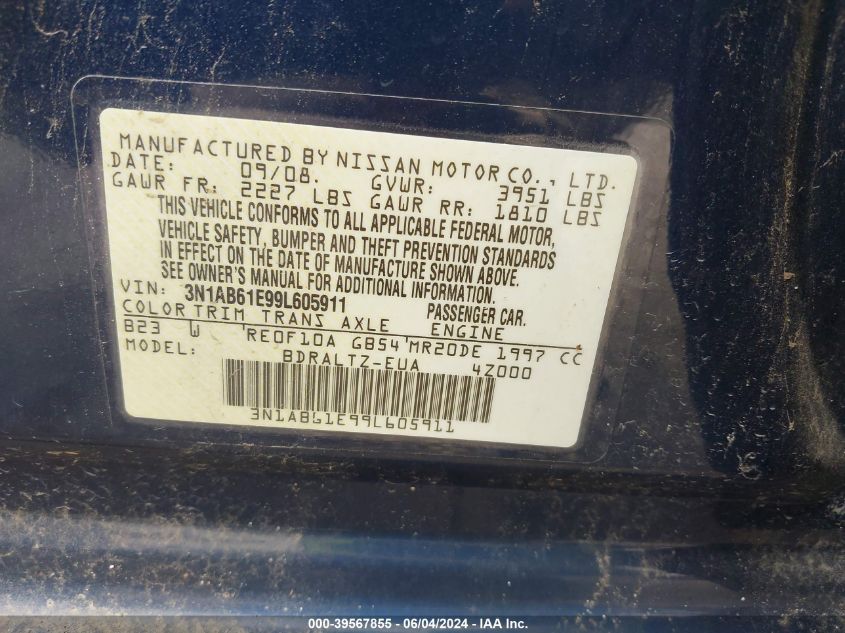 MANUFACTURED BY NISSAN MOTOR CO., LTD.
DATE: 09/08. GVWR: 3951 LBS
GAWR FR: 2227 LBS GAWR RR: 1810 LBS
THIS VEHICLE CONFORMS TO ALL APPLICABLE FEDERAL MOTOR,
VEHICLE SAFETY, BUMPER AND THEFT PREVENTION STANDARDS
IN EFFECT ON THE DATE OF MANUFACTURE SHOWN ABOVE.
SEE OWNER'S MANUAL FOR ADDITIONAL INFORMATION.
VIN: 3N1AB61E99L605911 PASSENGER CAR.
COLOR TRIM TRANS AXLE ENGINE
B23 W RE0F10A GB54 MR20DE 1997 CC
MODEL: BDRALTZ-EUA 4Z000
3N1AB61E99L605911
000-39567855 - 06/04/2024 - IAA Inc.